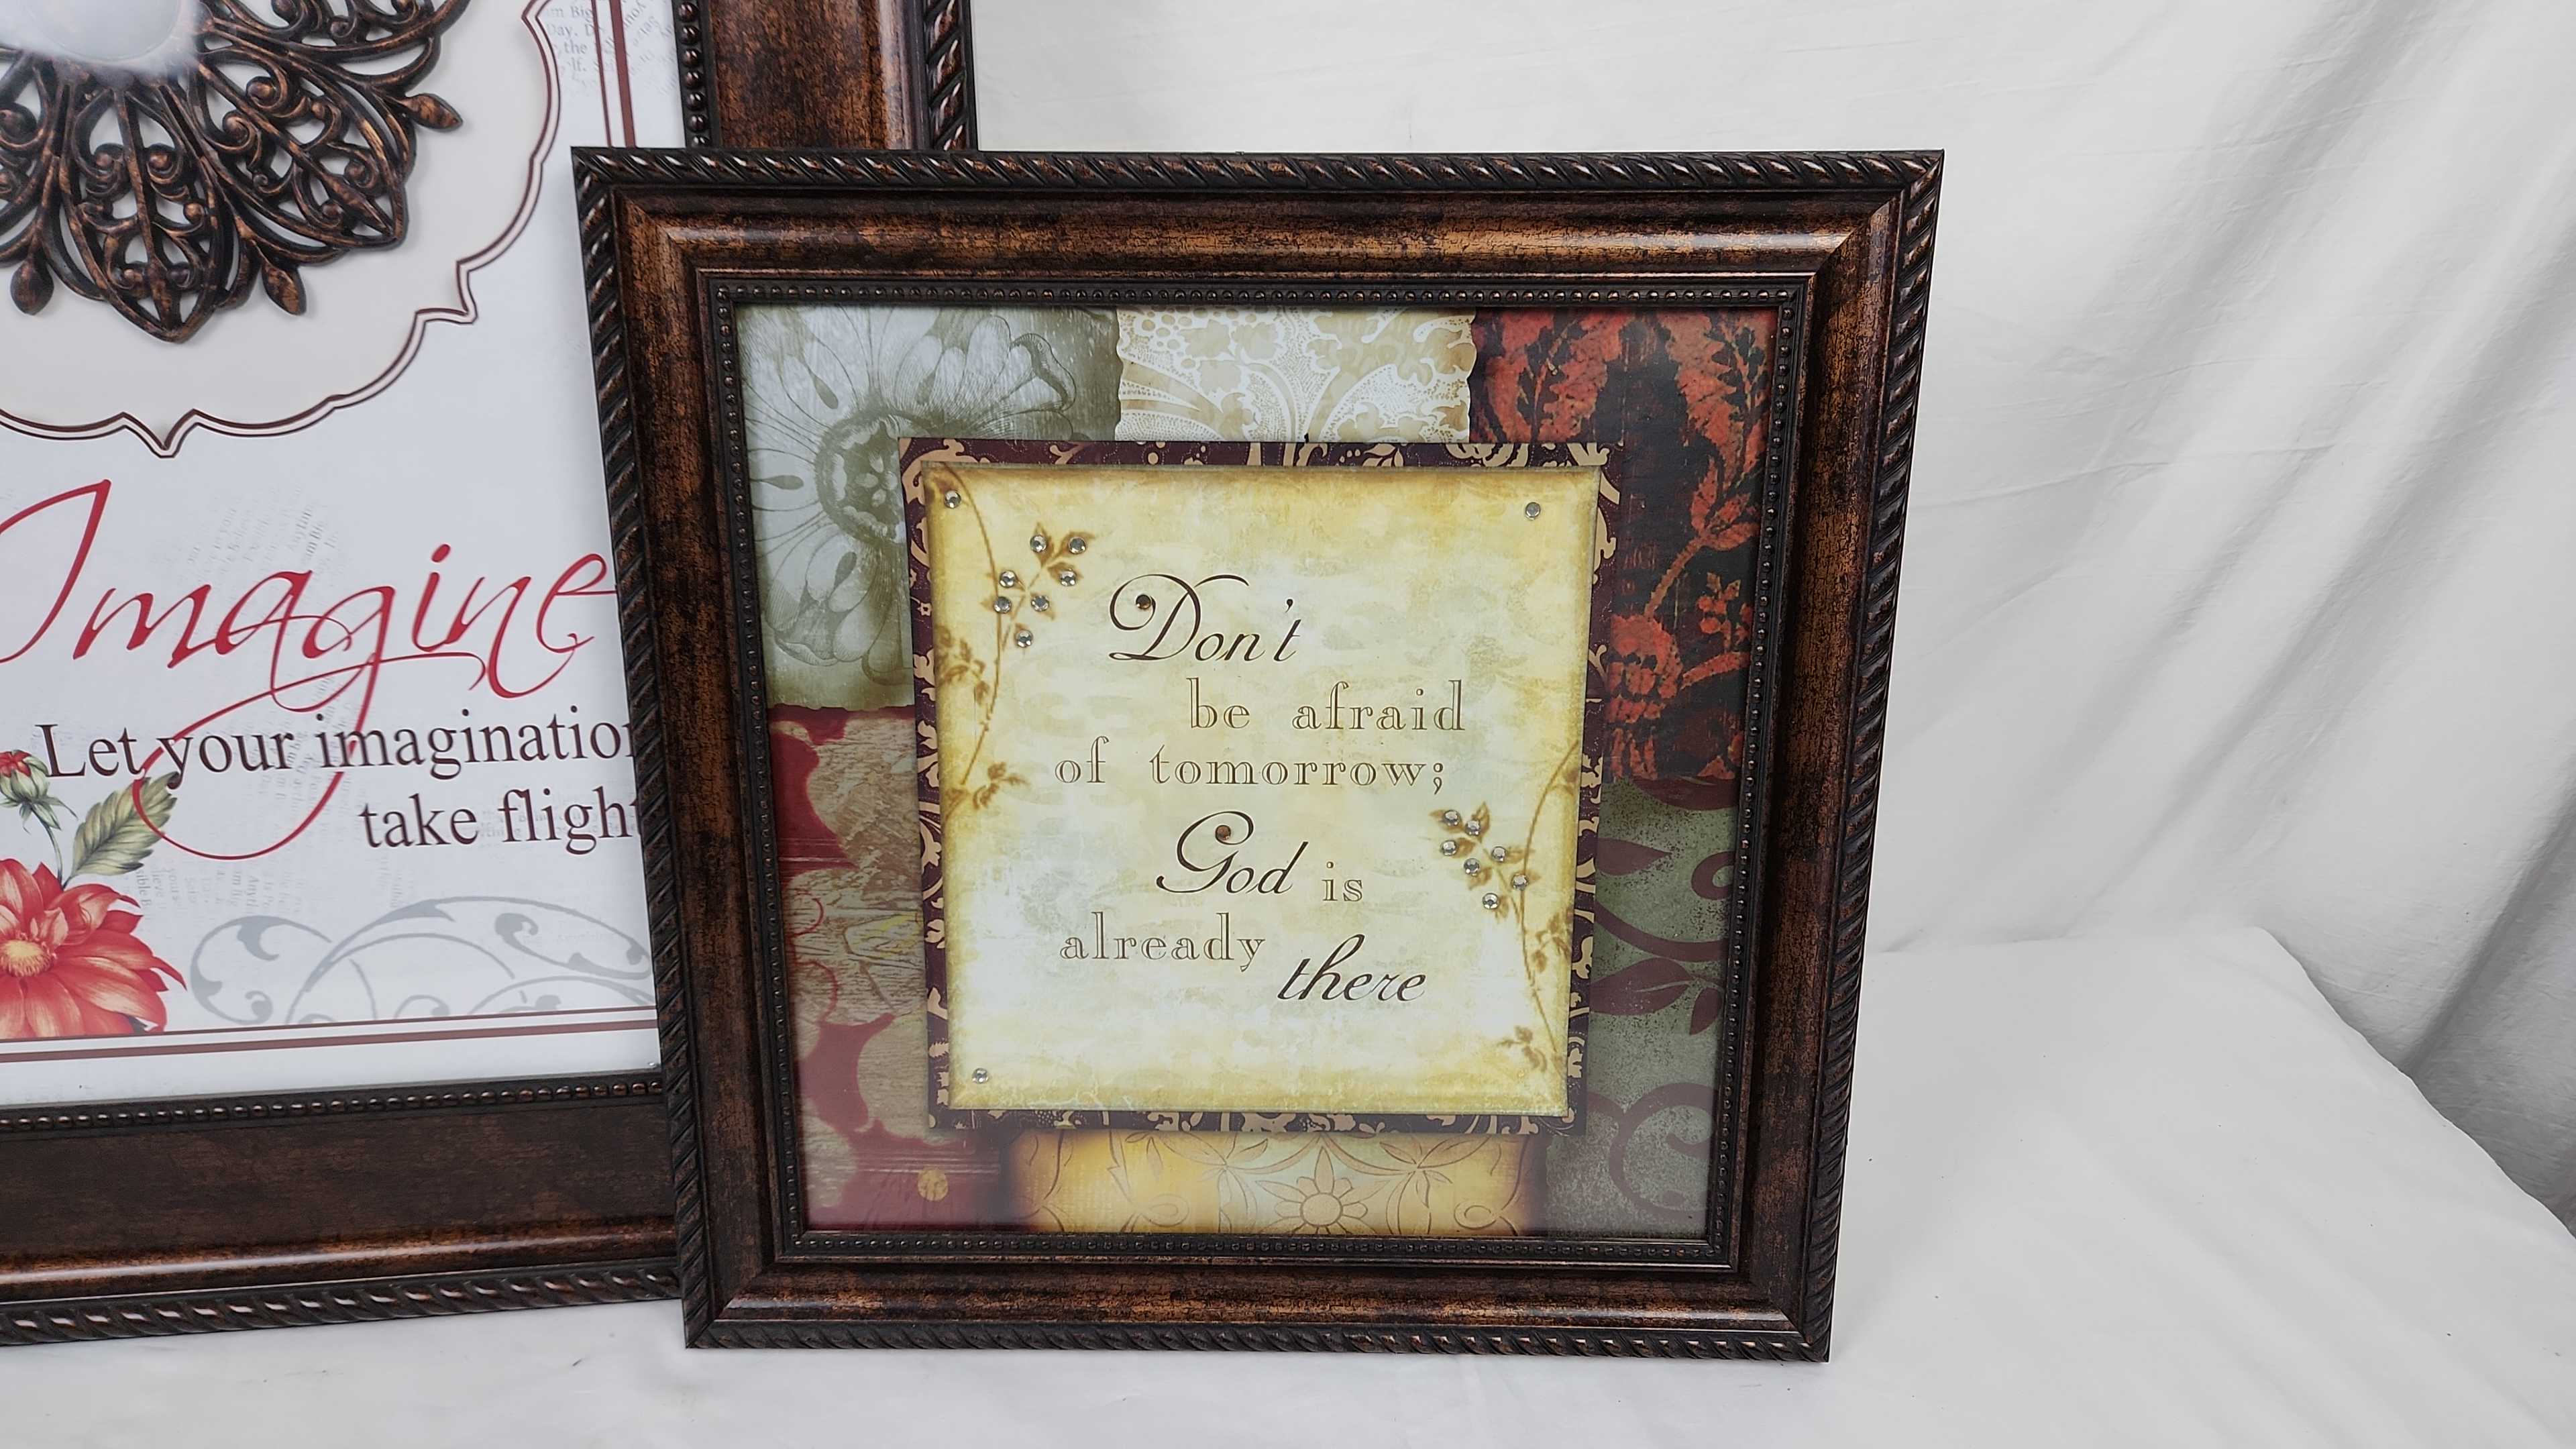 Imagine
Let your imagination
take flight
Don't
be afraid
of tomorrow;
God is
already
there